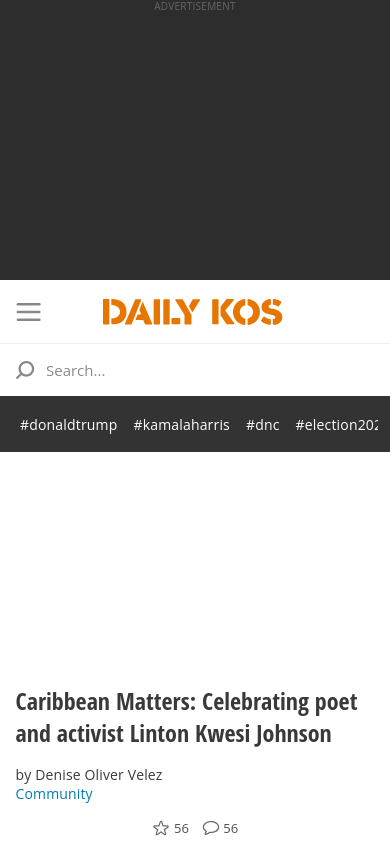 ADVERTISEMENT
DAILY KOS
Search...
#donaldtrump #kamalaharris #dnc #election202
Caribbean Matters: Celebrating poet
and activist Linton Kwesi Johnson
by Denise Oliver Velez
Community
56 56